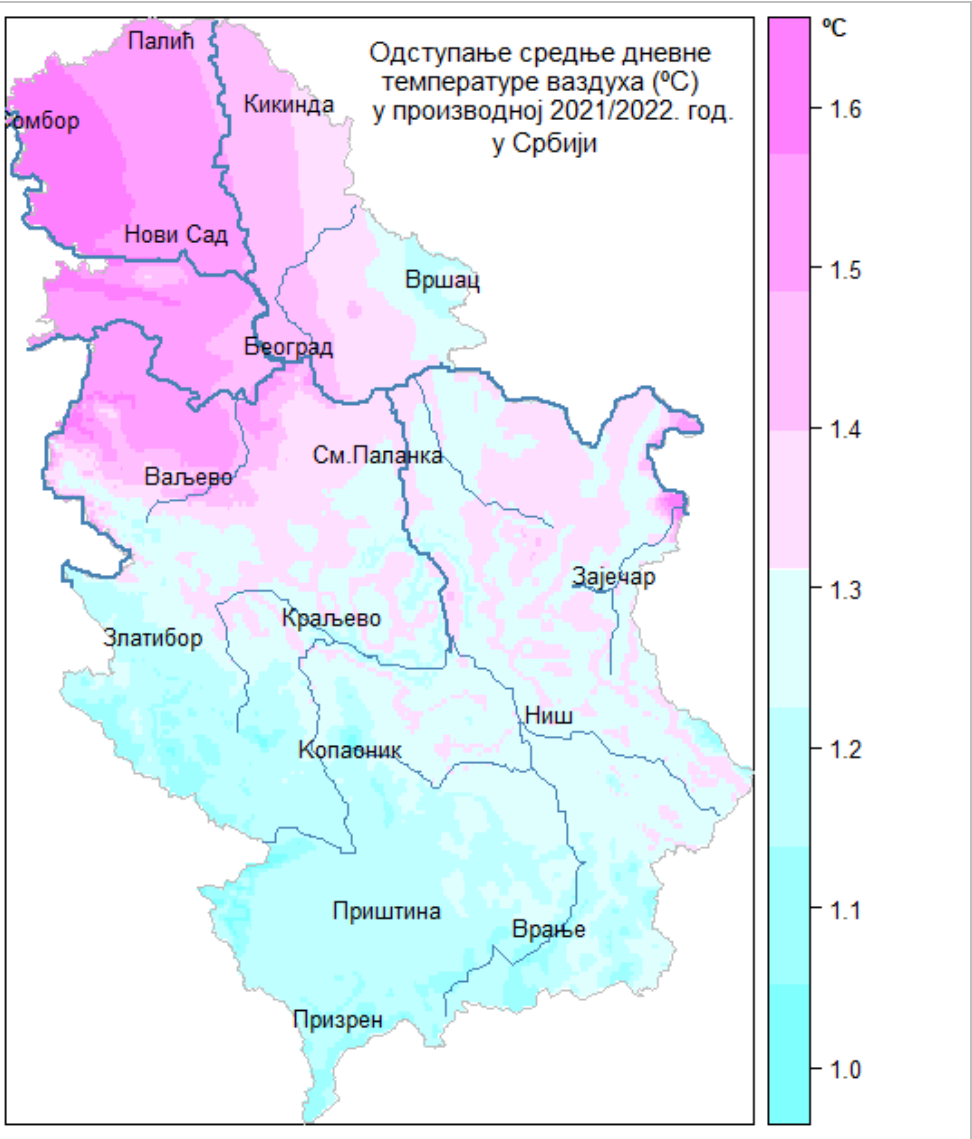 Одступање средње дневне
температуре ваздуха (ºC)
у производној 2021/2022. год.
у Србији
ºC
Палић
Кикинда
1.6
Сомбор
Нови Сад
1.5
Вршац
Београд
1.4
См.Паланка
Ваљево
1.3
Зајечар
Краљево
Златибор
Ниш
1.2
Копаоник
1.1
Приштина
Врање
Призрен
1.0